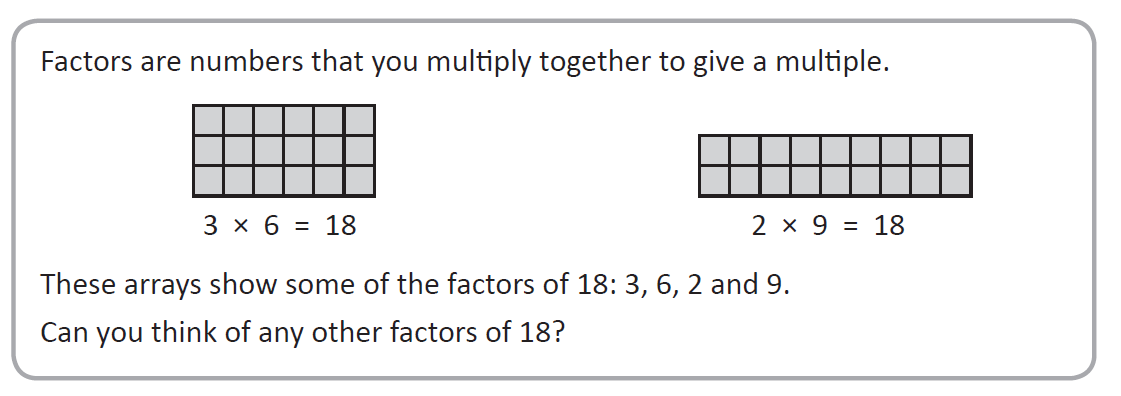 Factors are numbers that you multiply together to give a multiple.
3 × 6 = 18
2 × 9 = 18
These arrays show some of the factors of 18: 3, 6, 2 and 9.
Can you think of any other factors of 18?